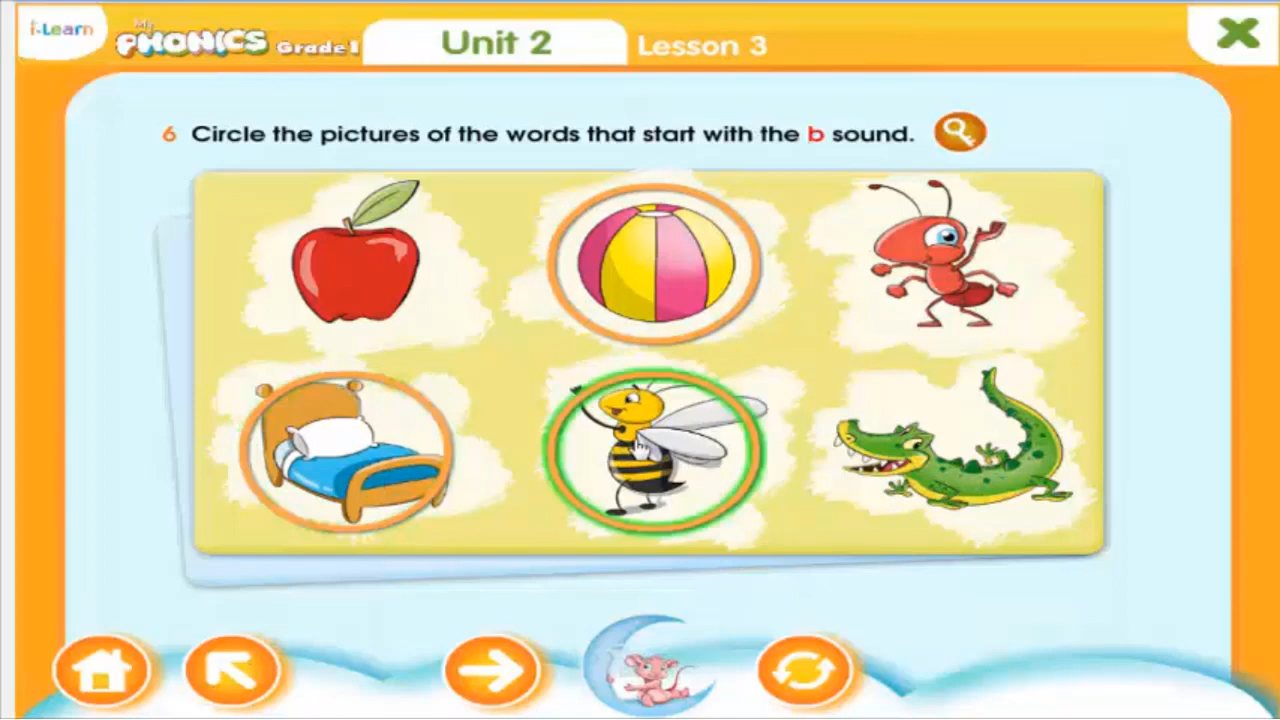 i-Learn
My
PHONICS Grade 1
Unit 2
Lesson 3
6 Circle the pictures of the words that start with the b sound.